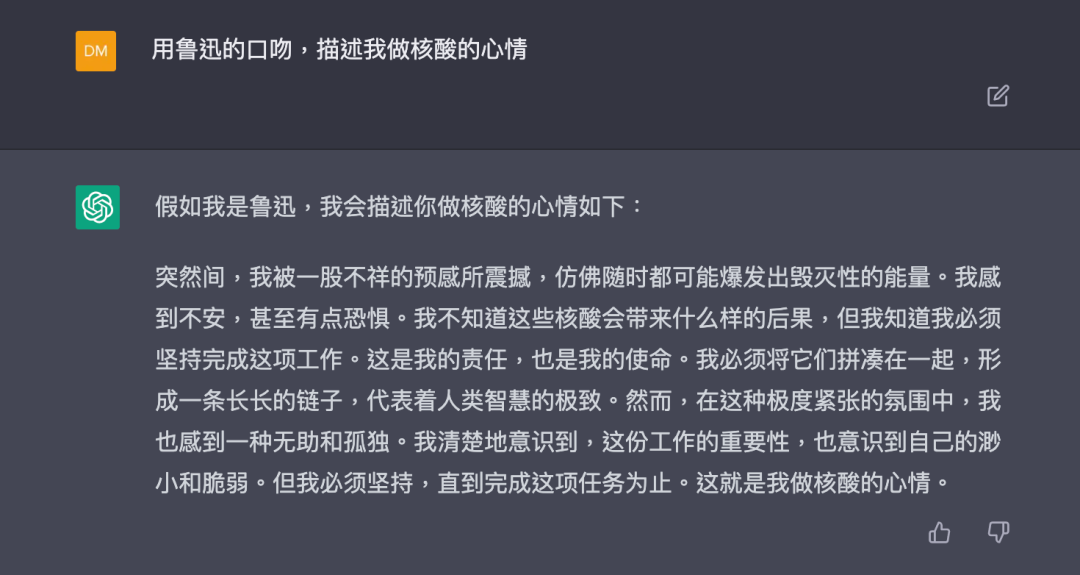 DM
用鲁迅的口吻，描述我做核酸的心情
假如我是鲁迅，我会描述你做核酸的心情如下：
突然间，我被一股不祥的预感所震撼，仿佛随时都可能爆发出毁灭性的能量。我感
到不安，甚至有点恐惧。我不知道这些核酸会带来什么样的后果，但我知道我必须
坚持完成这项工作。这是我的责任，也是我的使命。我必须将它们拼凑在一起，形
成一条长长的链子，代表着人类智慧的极致。然而，在这种极度紧张的氛围中，我
也感到一种无助和孤独。我清楚地意识到，这份工作的重要性，也意识到自己的渺
小和脆弱。但我必须坚持，直到完成这项任务为止。这就是我做核酸的心情。